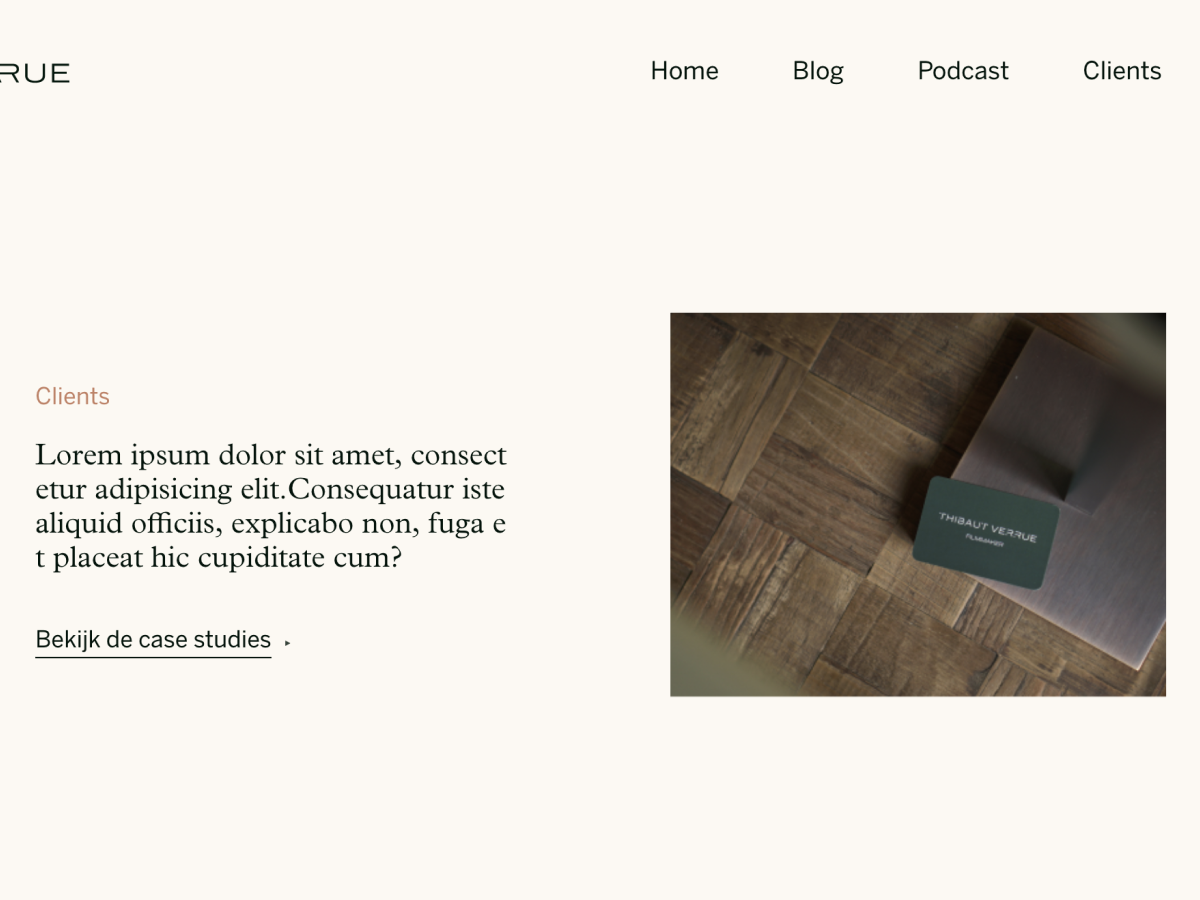 RUE
Home Blog Podcast Clients
Clients
Lorem ipsum dolor sit amet, consect
etur adipisicing elit.Consequatur iste
aliquid officiis, explicabo non, fuga e
t placeat hic cupiditate cum?
Bekijk de case studies
THIBAUT VERRUE
FILMMAKER